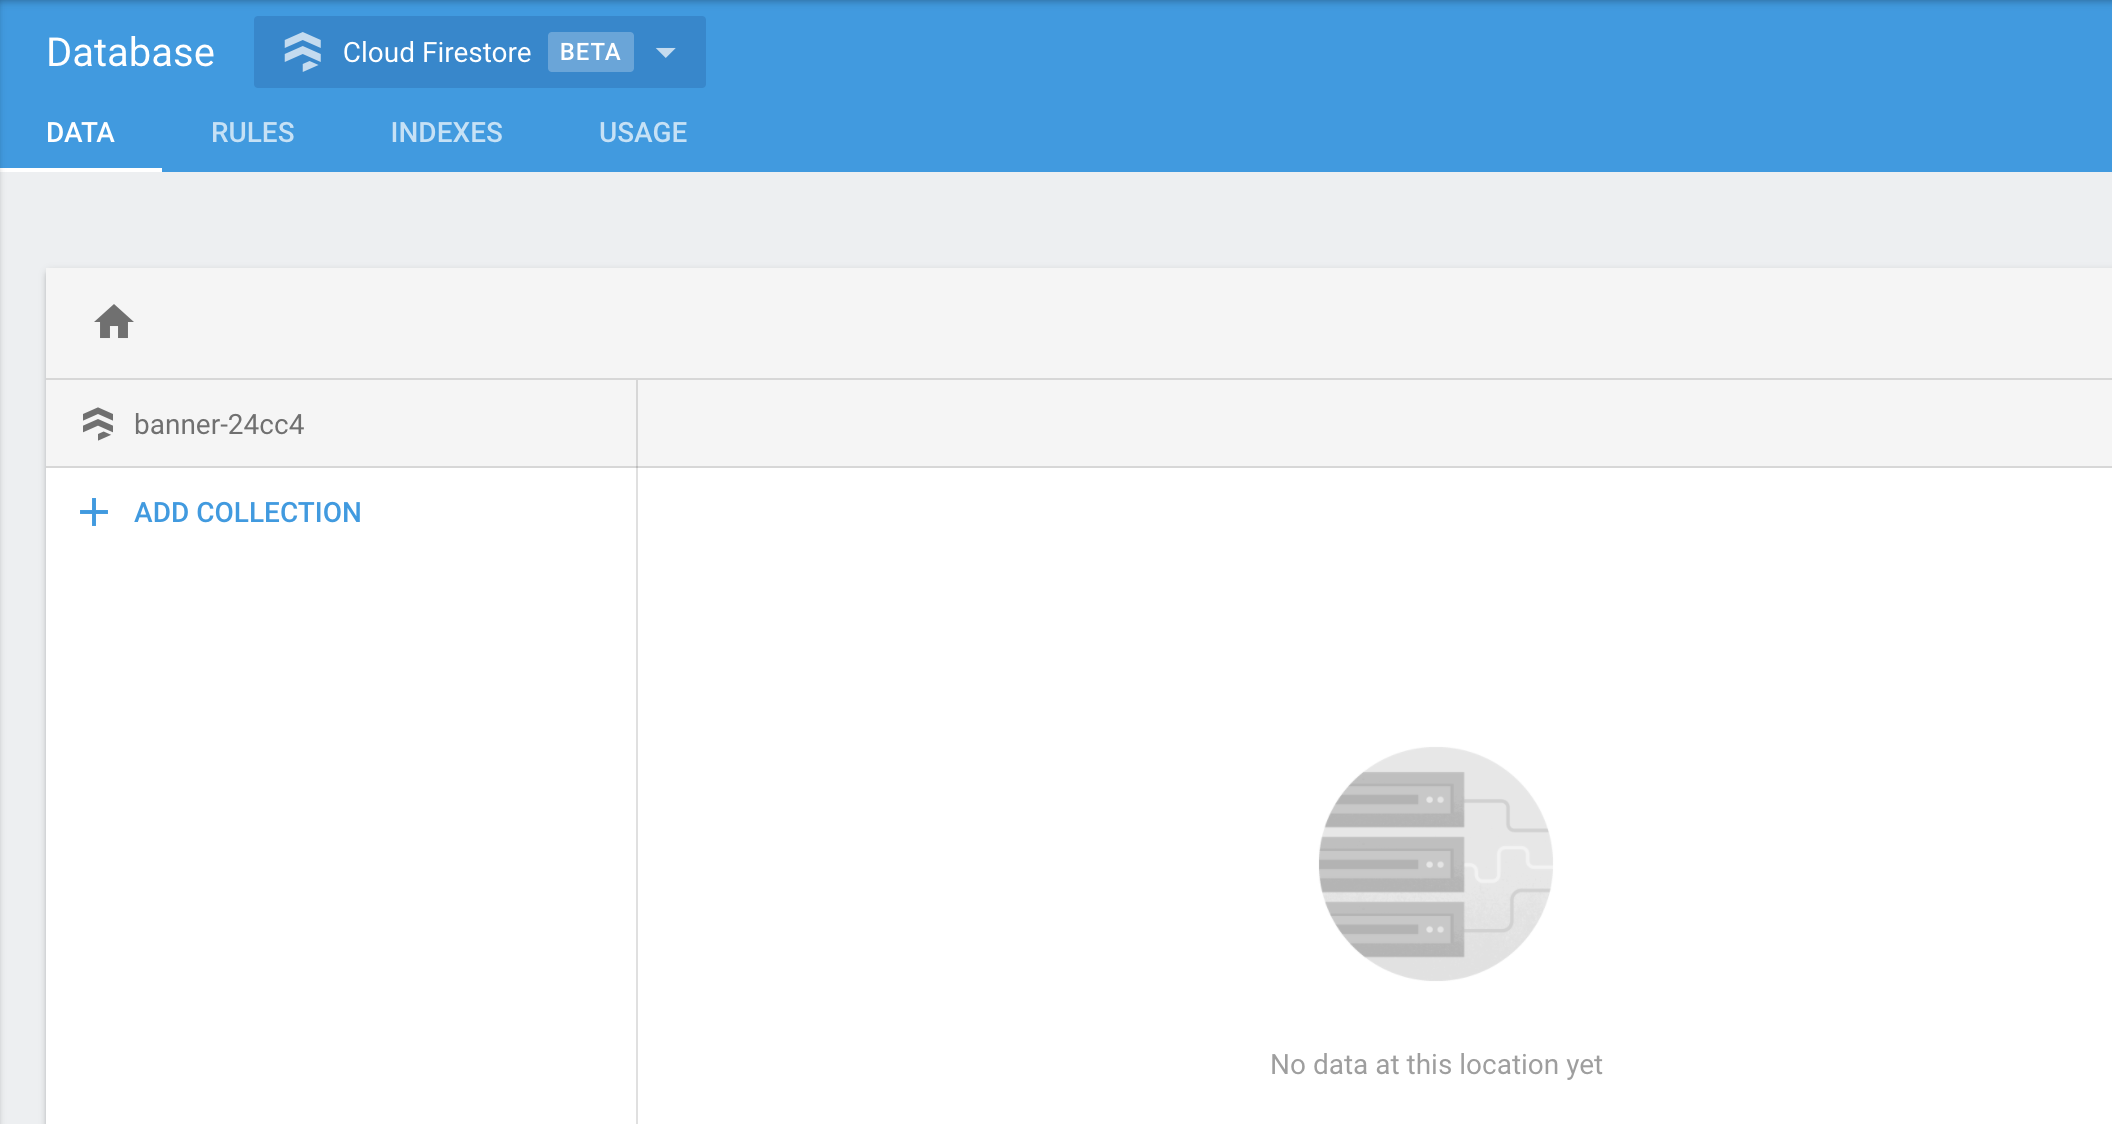 Database Cloud Firestore BETA
DATA RULES INDEXES USAGE
banner-24cc4
ADD COLLECTION
No data at this location yet